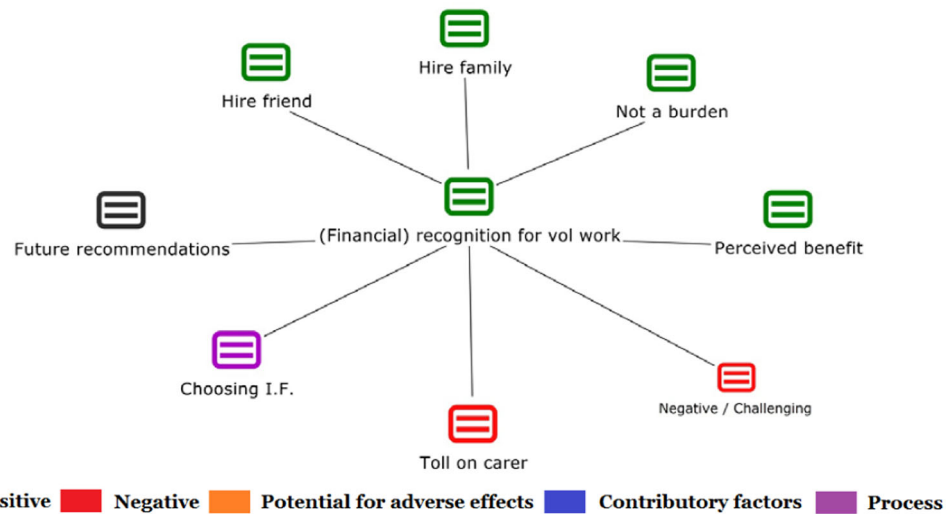 Hire family
Hire friend
Not a burden
(Financial) recognition for vol work
Future recommendations
Perceived benefit
Choosing I.F.
Negative / Challenging
Toll on carer
sitive Negative Potential for adverse effects Contributory factors Process